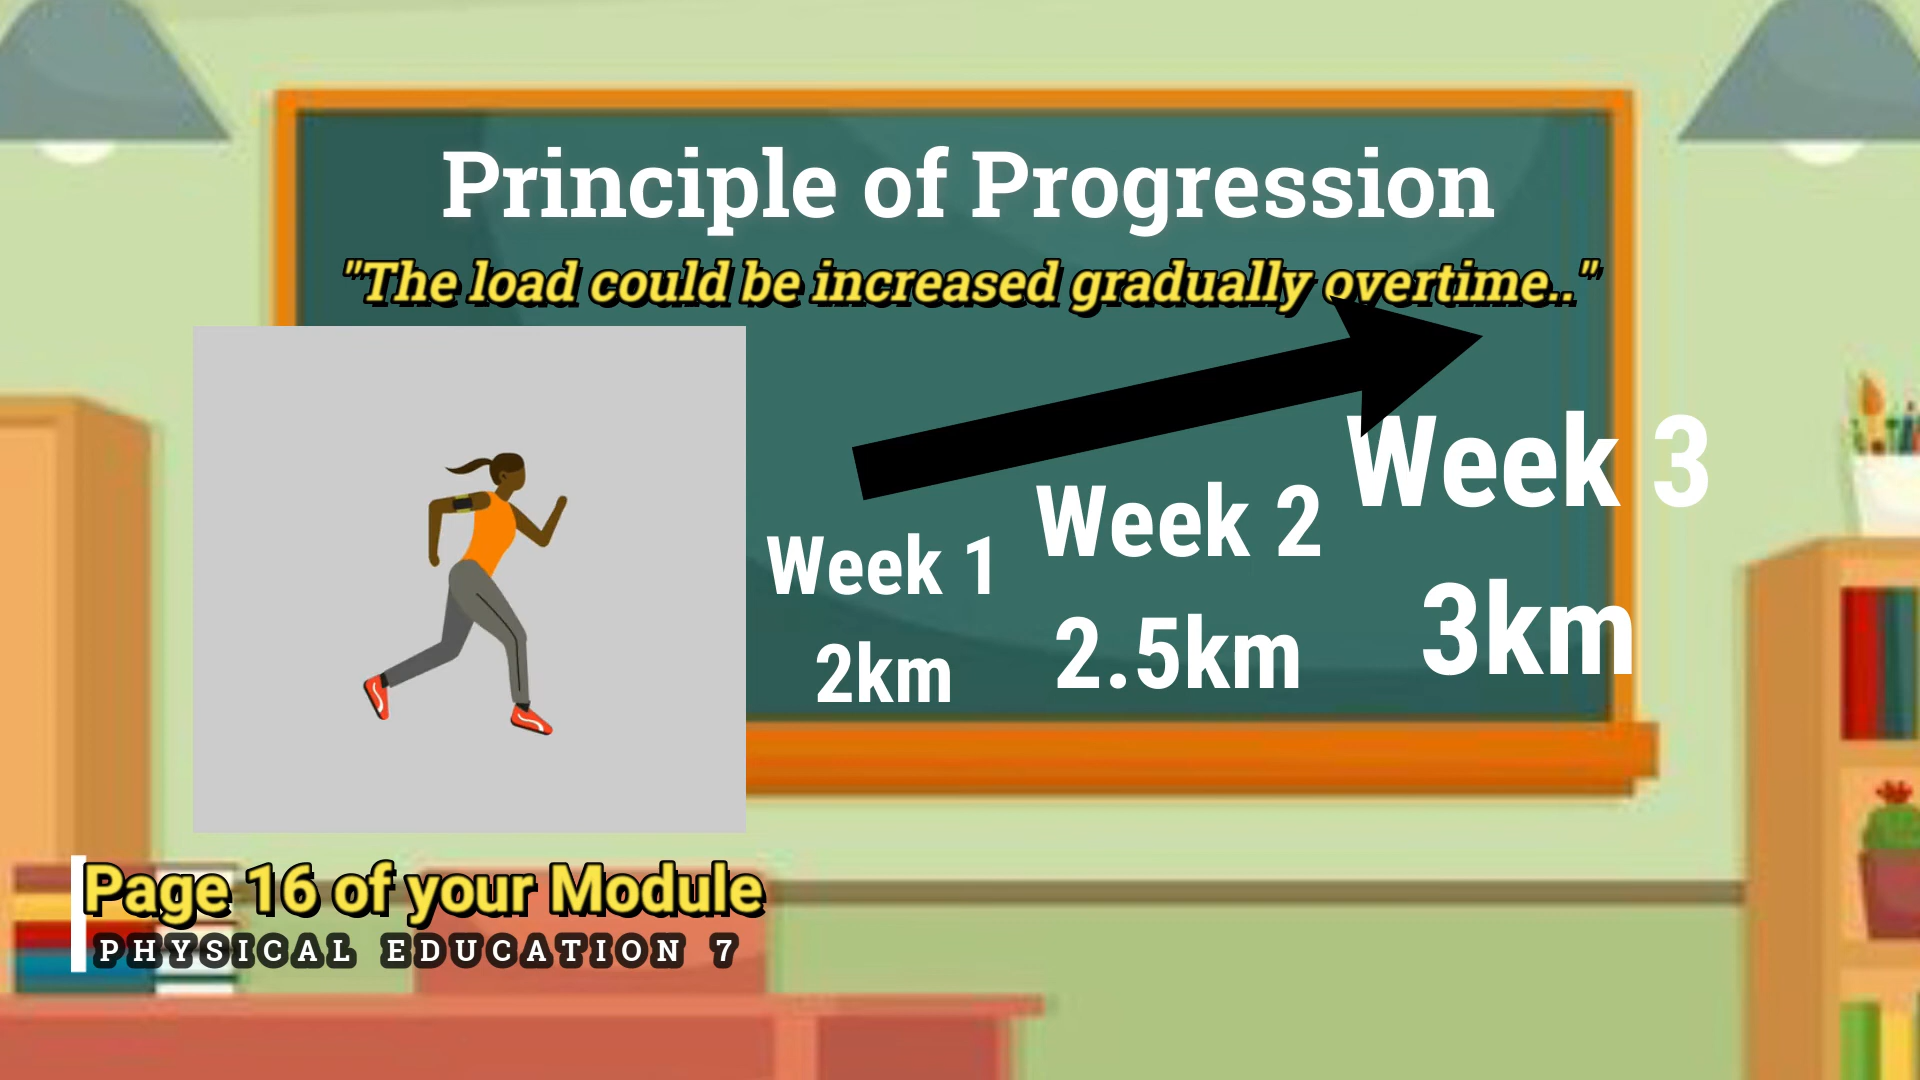 Principle of Progression
"The load could be increased gradually overtime.."
Week 1
2km
Week 2
2.5km
Week 3
3km
Page 16 of your Module
PHYSICAL EDUCATION 7